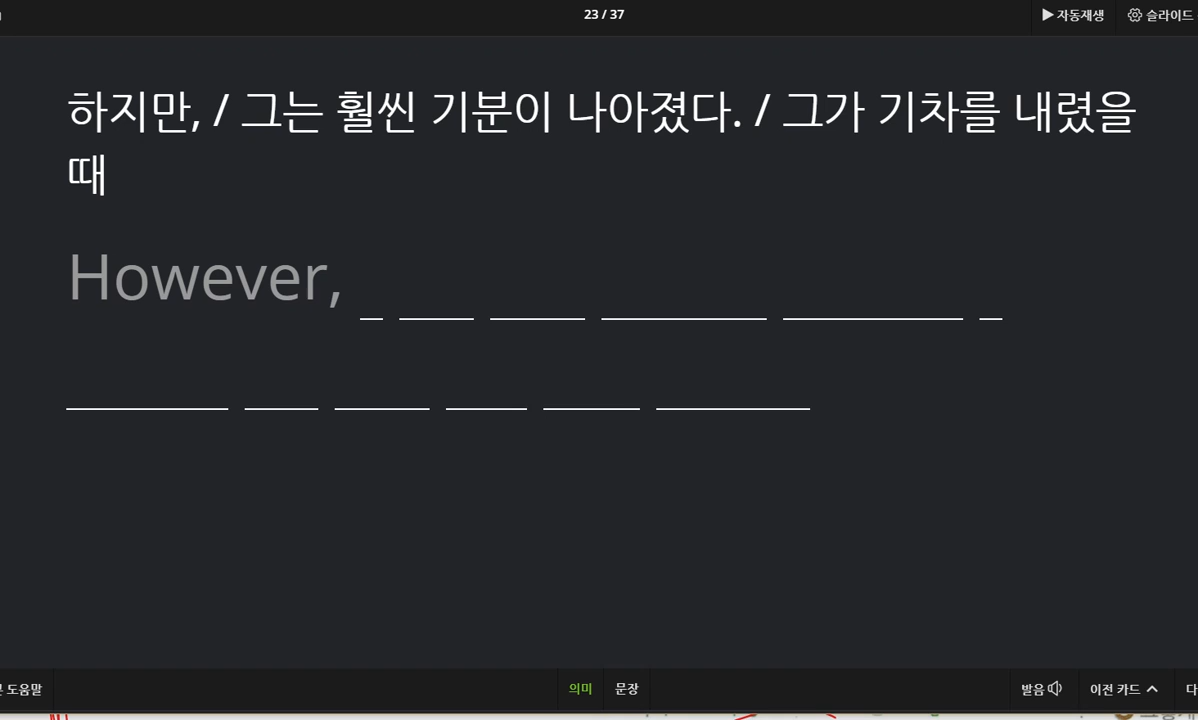 23 / 37
자동재생
슬라이드
하지만, / 그는 훨씬 기분이 나아졌다. / 그가 기차를 내렸을
때
However,
도움말
의미
문장
발음
이전 카드
다